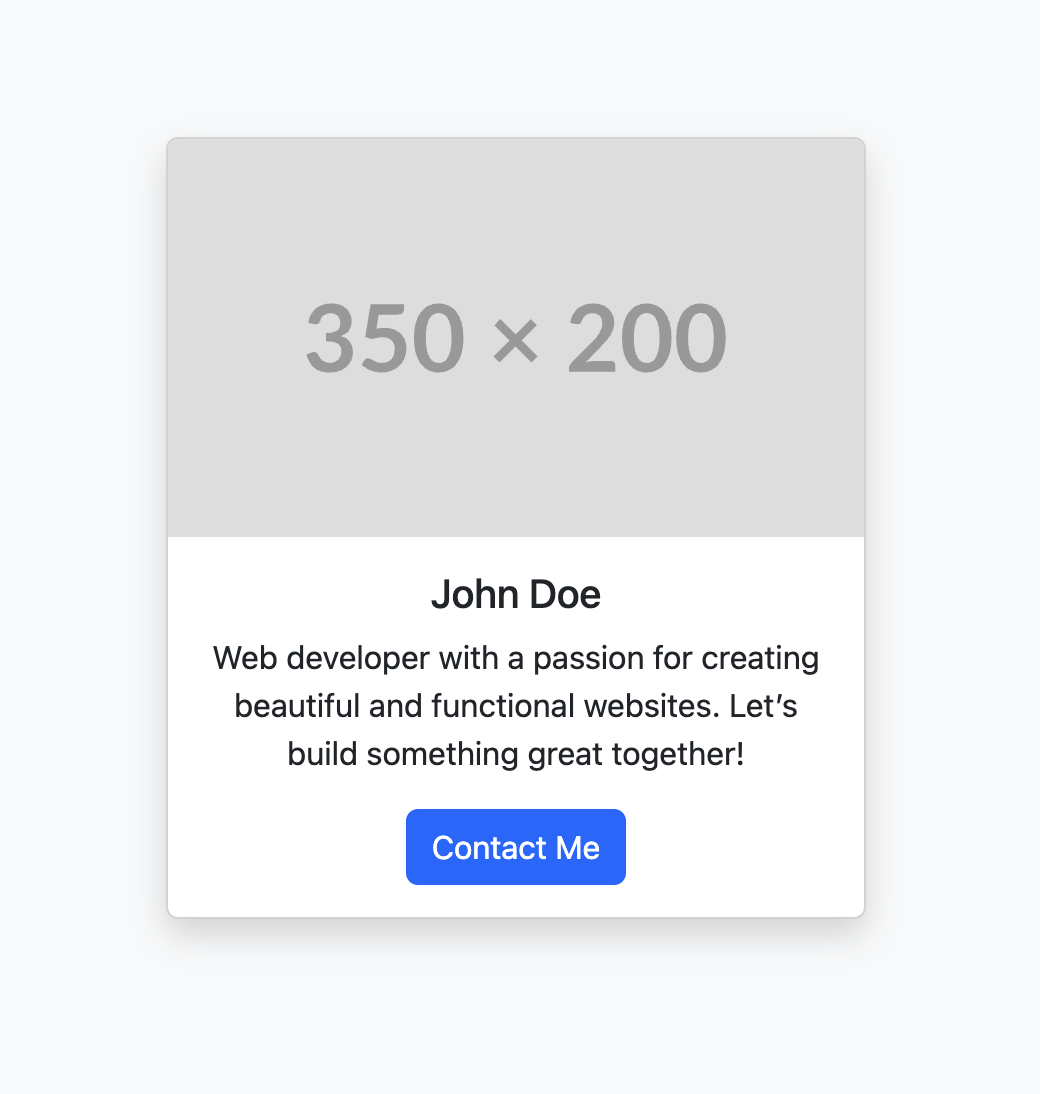 350 × 200
John Doe
Web developer with a passion for creating
beautiful and functional websites. Let’s
build something great together!
Contact Me